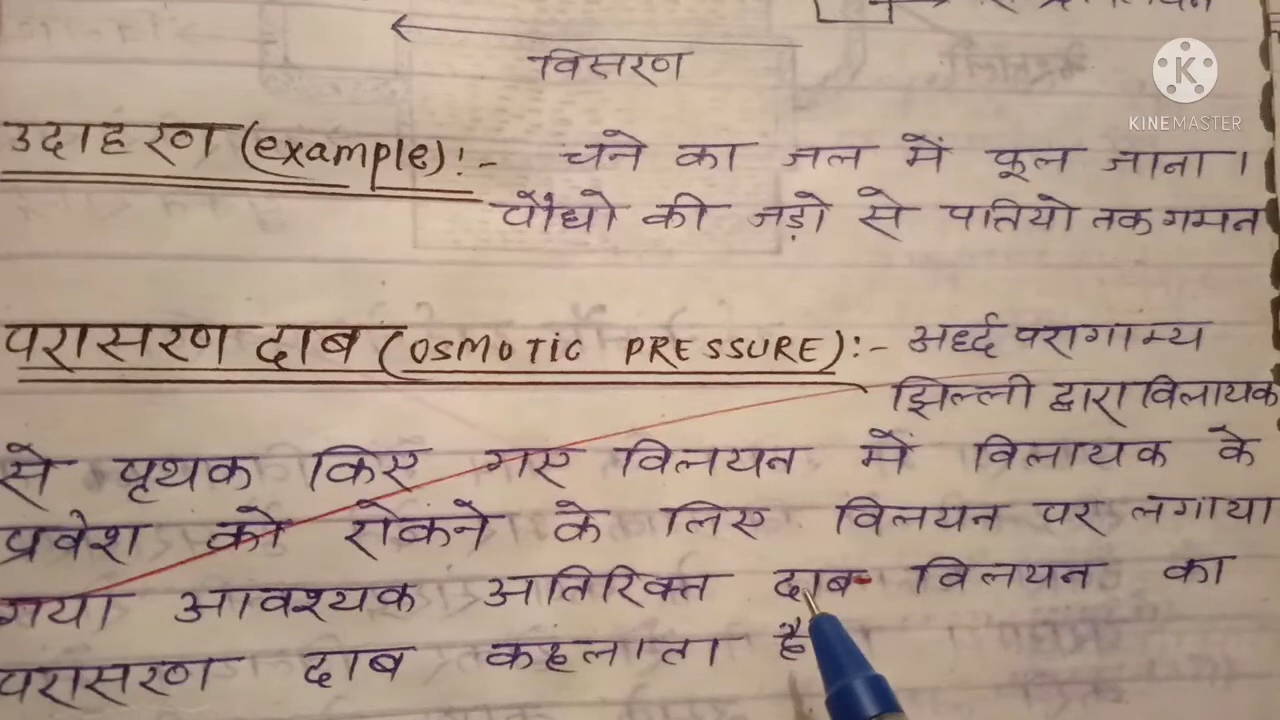 विसरण
K
KINEMASTER
उदाहरण (example):- चने का जल में फूल जाना।
पौधो की जड़ो से पतियो तक गमन
परासरण दाब (OSMOTIC PRESSURE):- अर्ध्द परागाम्य
झिल्ली द्वारा विलायक
से पृथक किए गए विलयन में विलायक के
प्रवेश को रोकने के लिए विलयन पर लगाया
गया आवश्यक अतिरिक्त दाब विलयन का
परासरण दाब कहलाता है